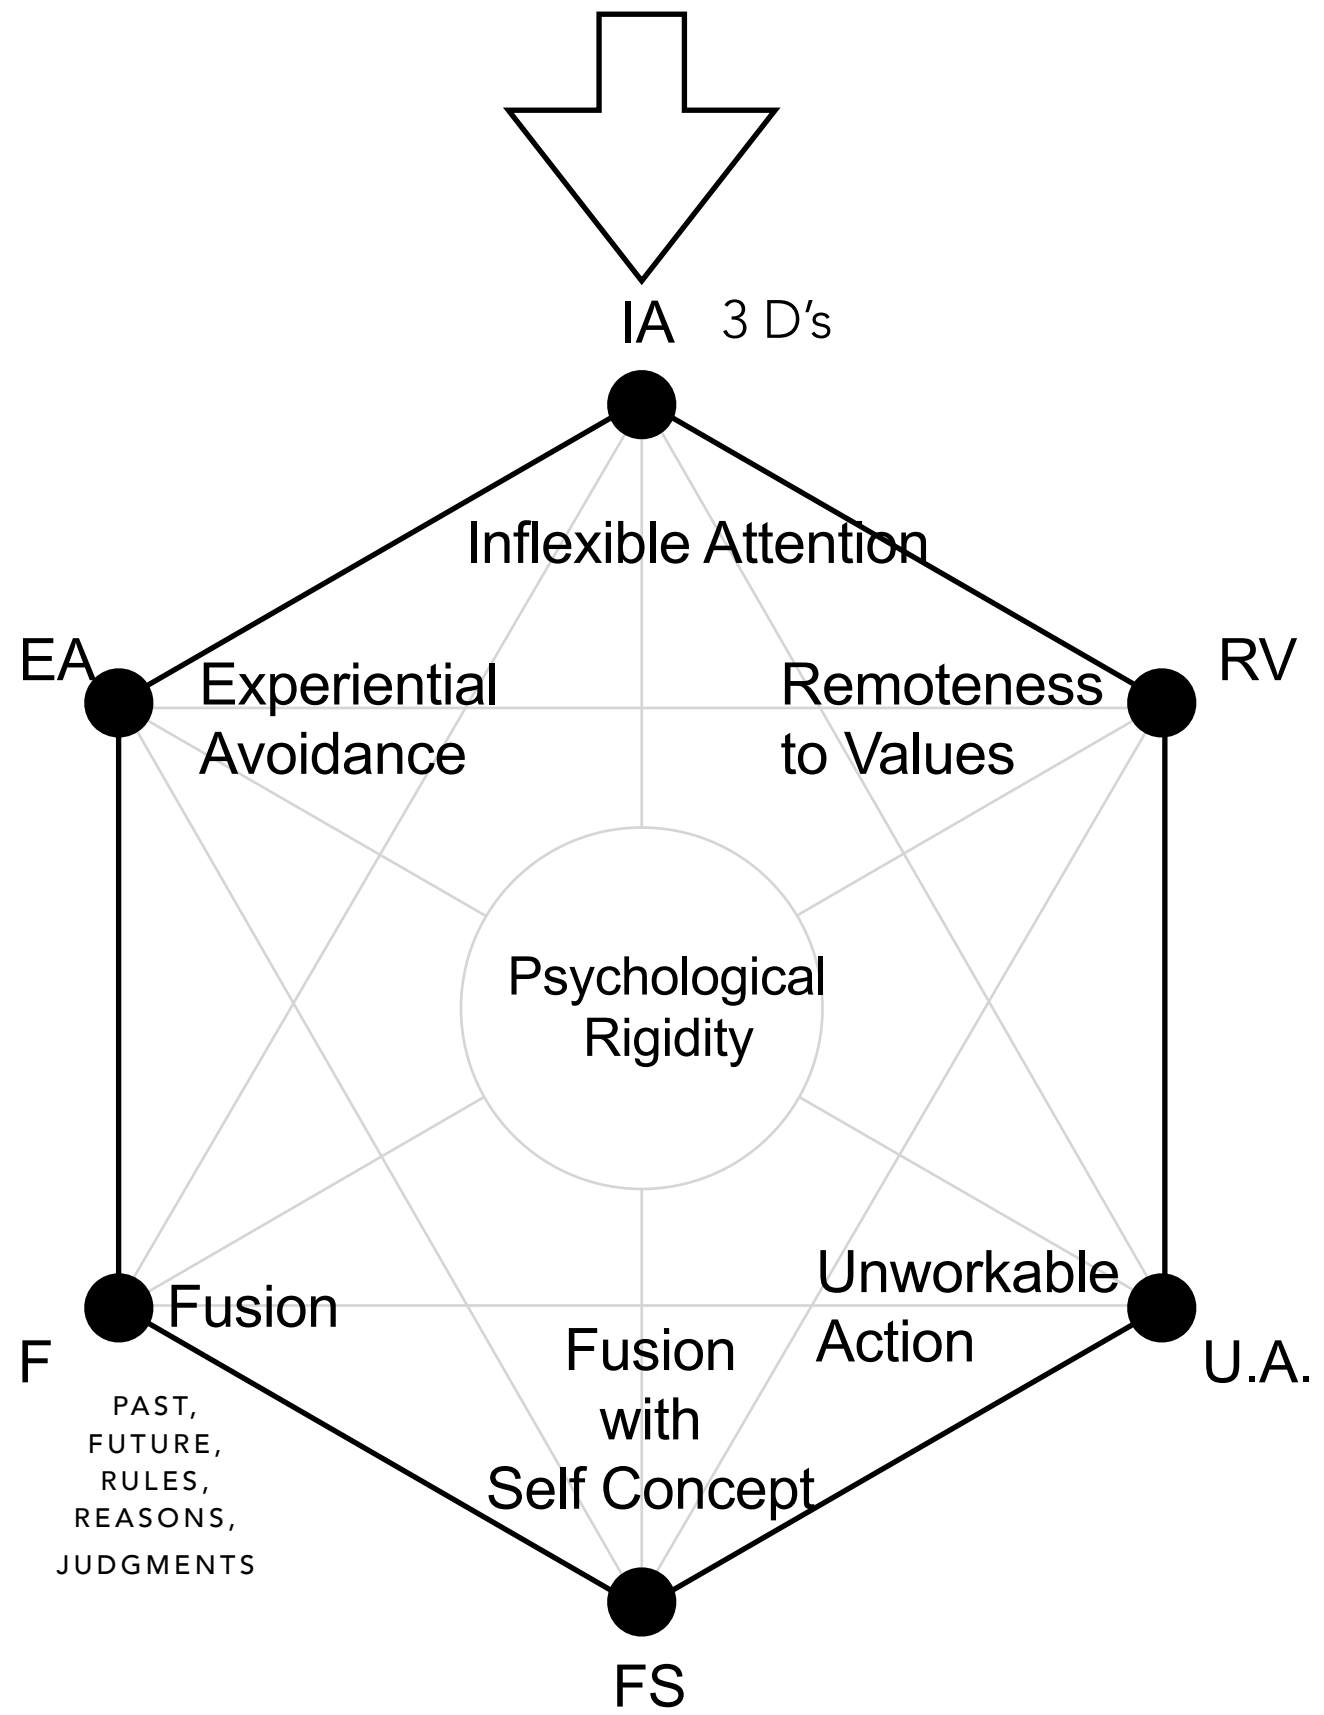 IA 3 D’s
Inflexible Attention
EA
Experiential
Avoidance
Remoteness
to Values
RV
Psychological
Rigidity
Fusion
F
PAST,
FUTURE,
RULES,
REASONS,
JUDGMENTS
Fusion
with
Self Concept
Unworkable
Action
U.A.
FS